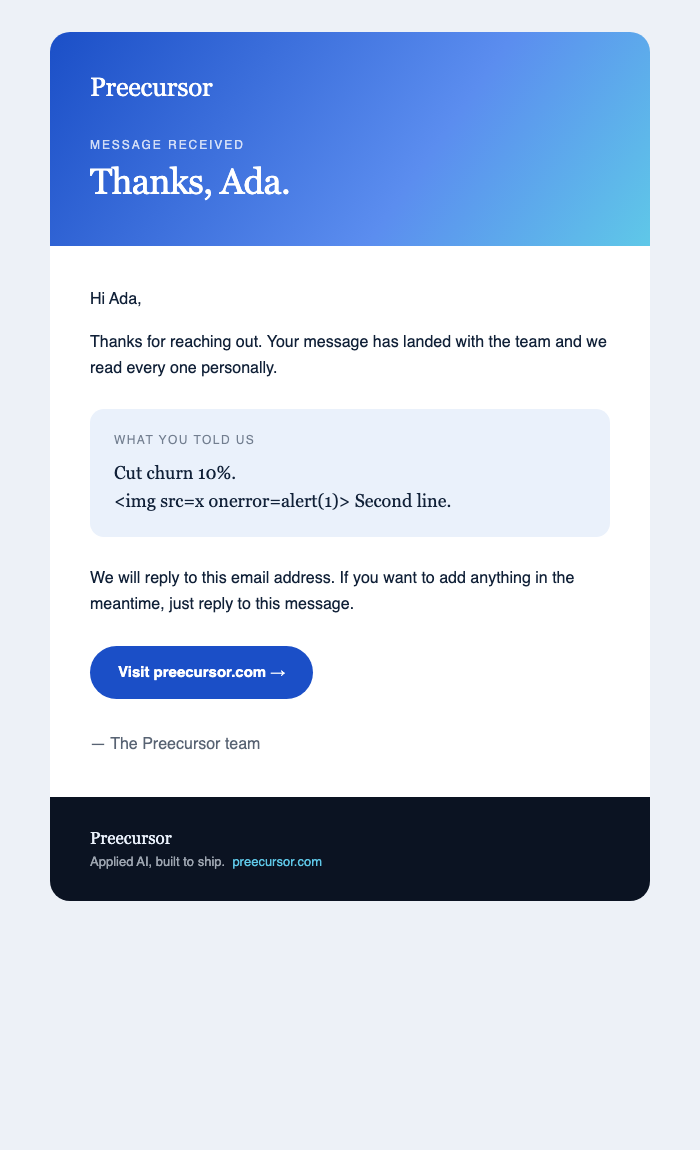 Preecursor
MESSAGE RECEIVED
Thanks, Ada.
Hi Ada,
Thanks for reaching out. Your message has landed with the team and we
read every one personally.
WHAT YOU TOLD US
Cut churn 10%.
<img src=x onerror=alert(1)> Second line.
We will reply to this email address. If you want to add anything in the
meantime, just reply to this message.
Visit preecursor.com →
— The Preecursor team
Preecursor
Applied AI, built to ship. preecursor.com